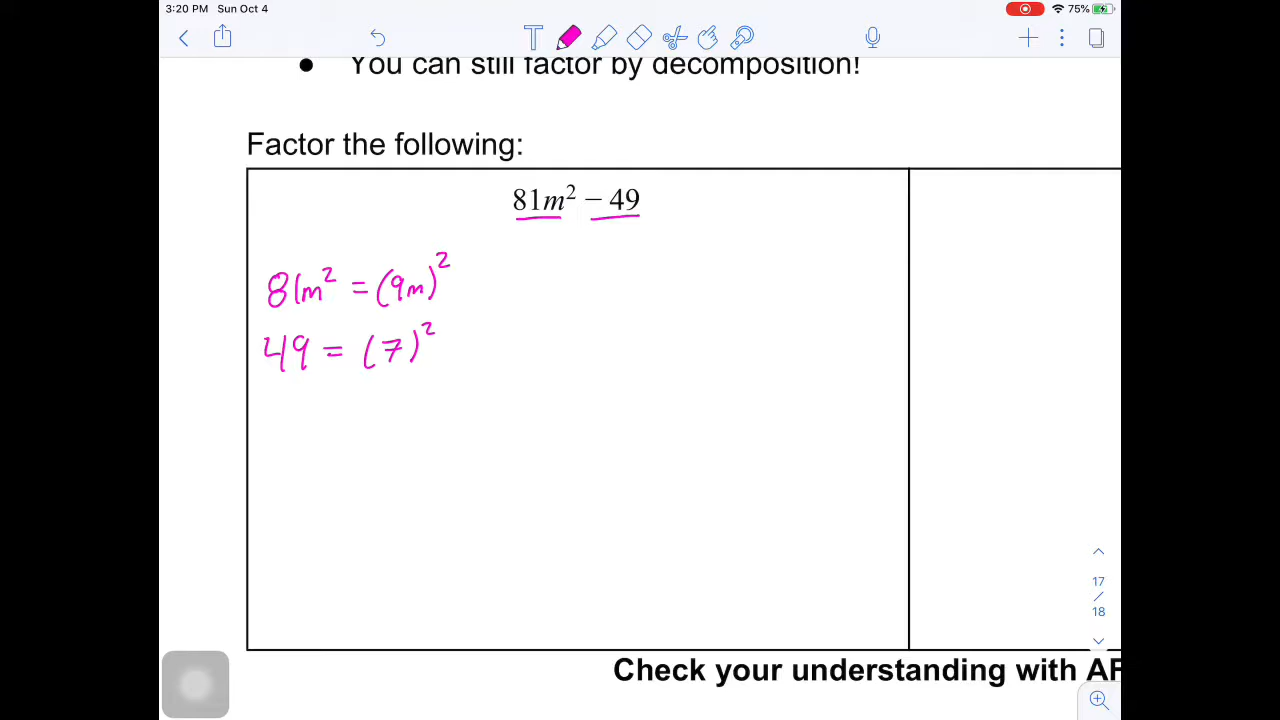 3:20 PM Sun Oct 4
75%
T
• You can still factor by decomposition!
Factor the following:
81m² − 49
81m² = (9m)²
49 = (7)²
17
/
18
Check your understanding with AF